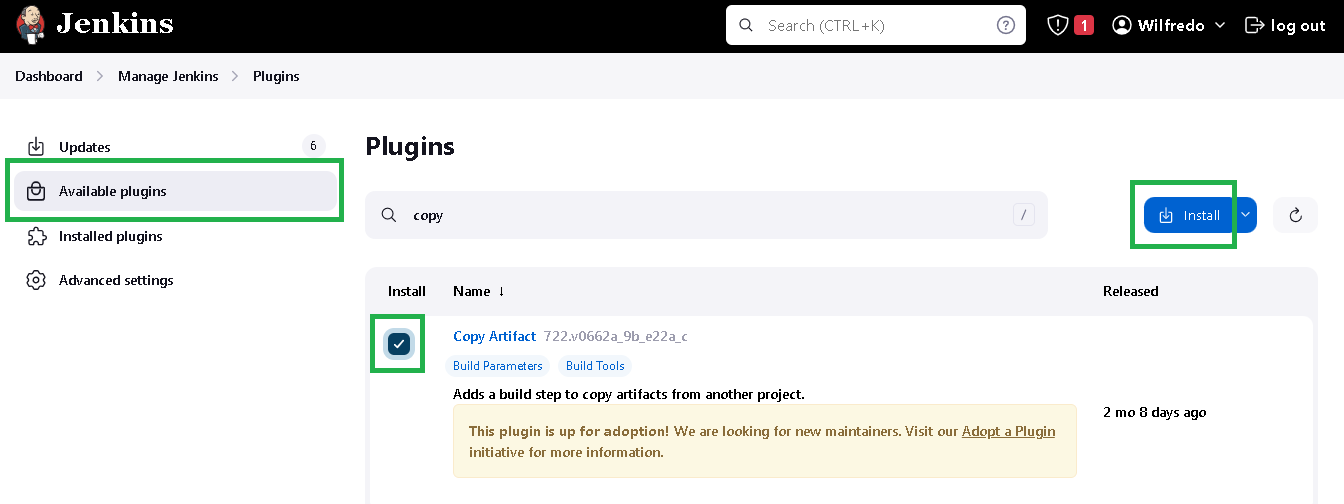 Jenkins
Search (CTRL+K)
1
Wilfredo
log out
Dashboard
Manage Jenkins
Plugins
Updates
6
Available plugins
Installed plugins
Advanced settings
Plugins
copy
/
Install
Install
Name ↓
Released
Copy Artifact 722.v0662a_9b_e22a_c
Build Parameters
Build Tools
Adds a build step to copy artifacts from another project.
This plugin is up for adoption! We are looking for new maintainers. Visit our Adopt a Plugin
initiative for more information.
2 mo 8 days ago